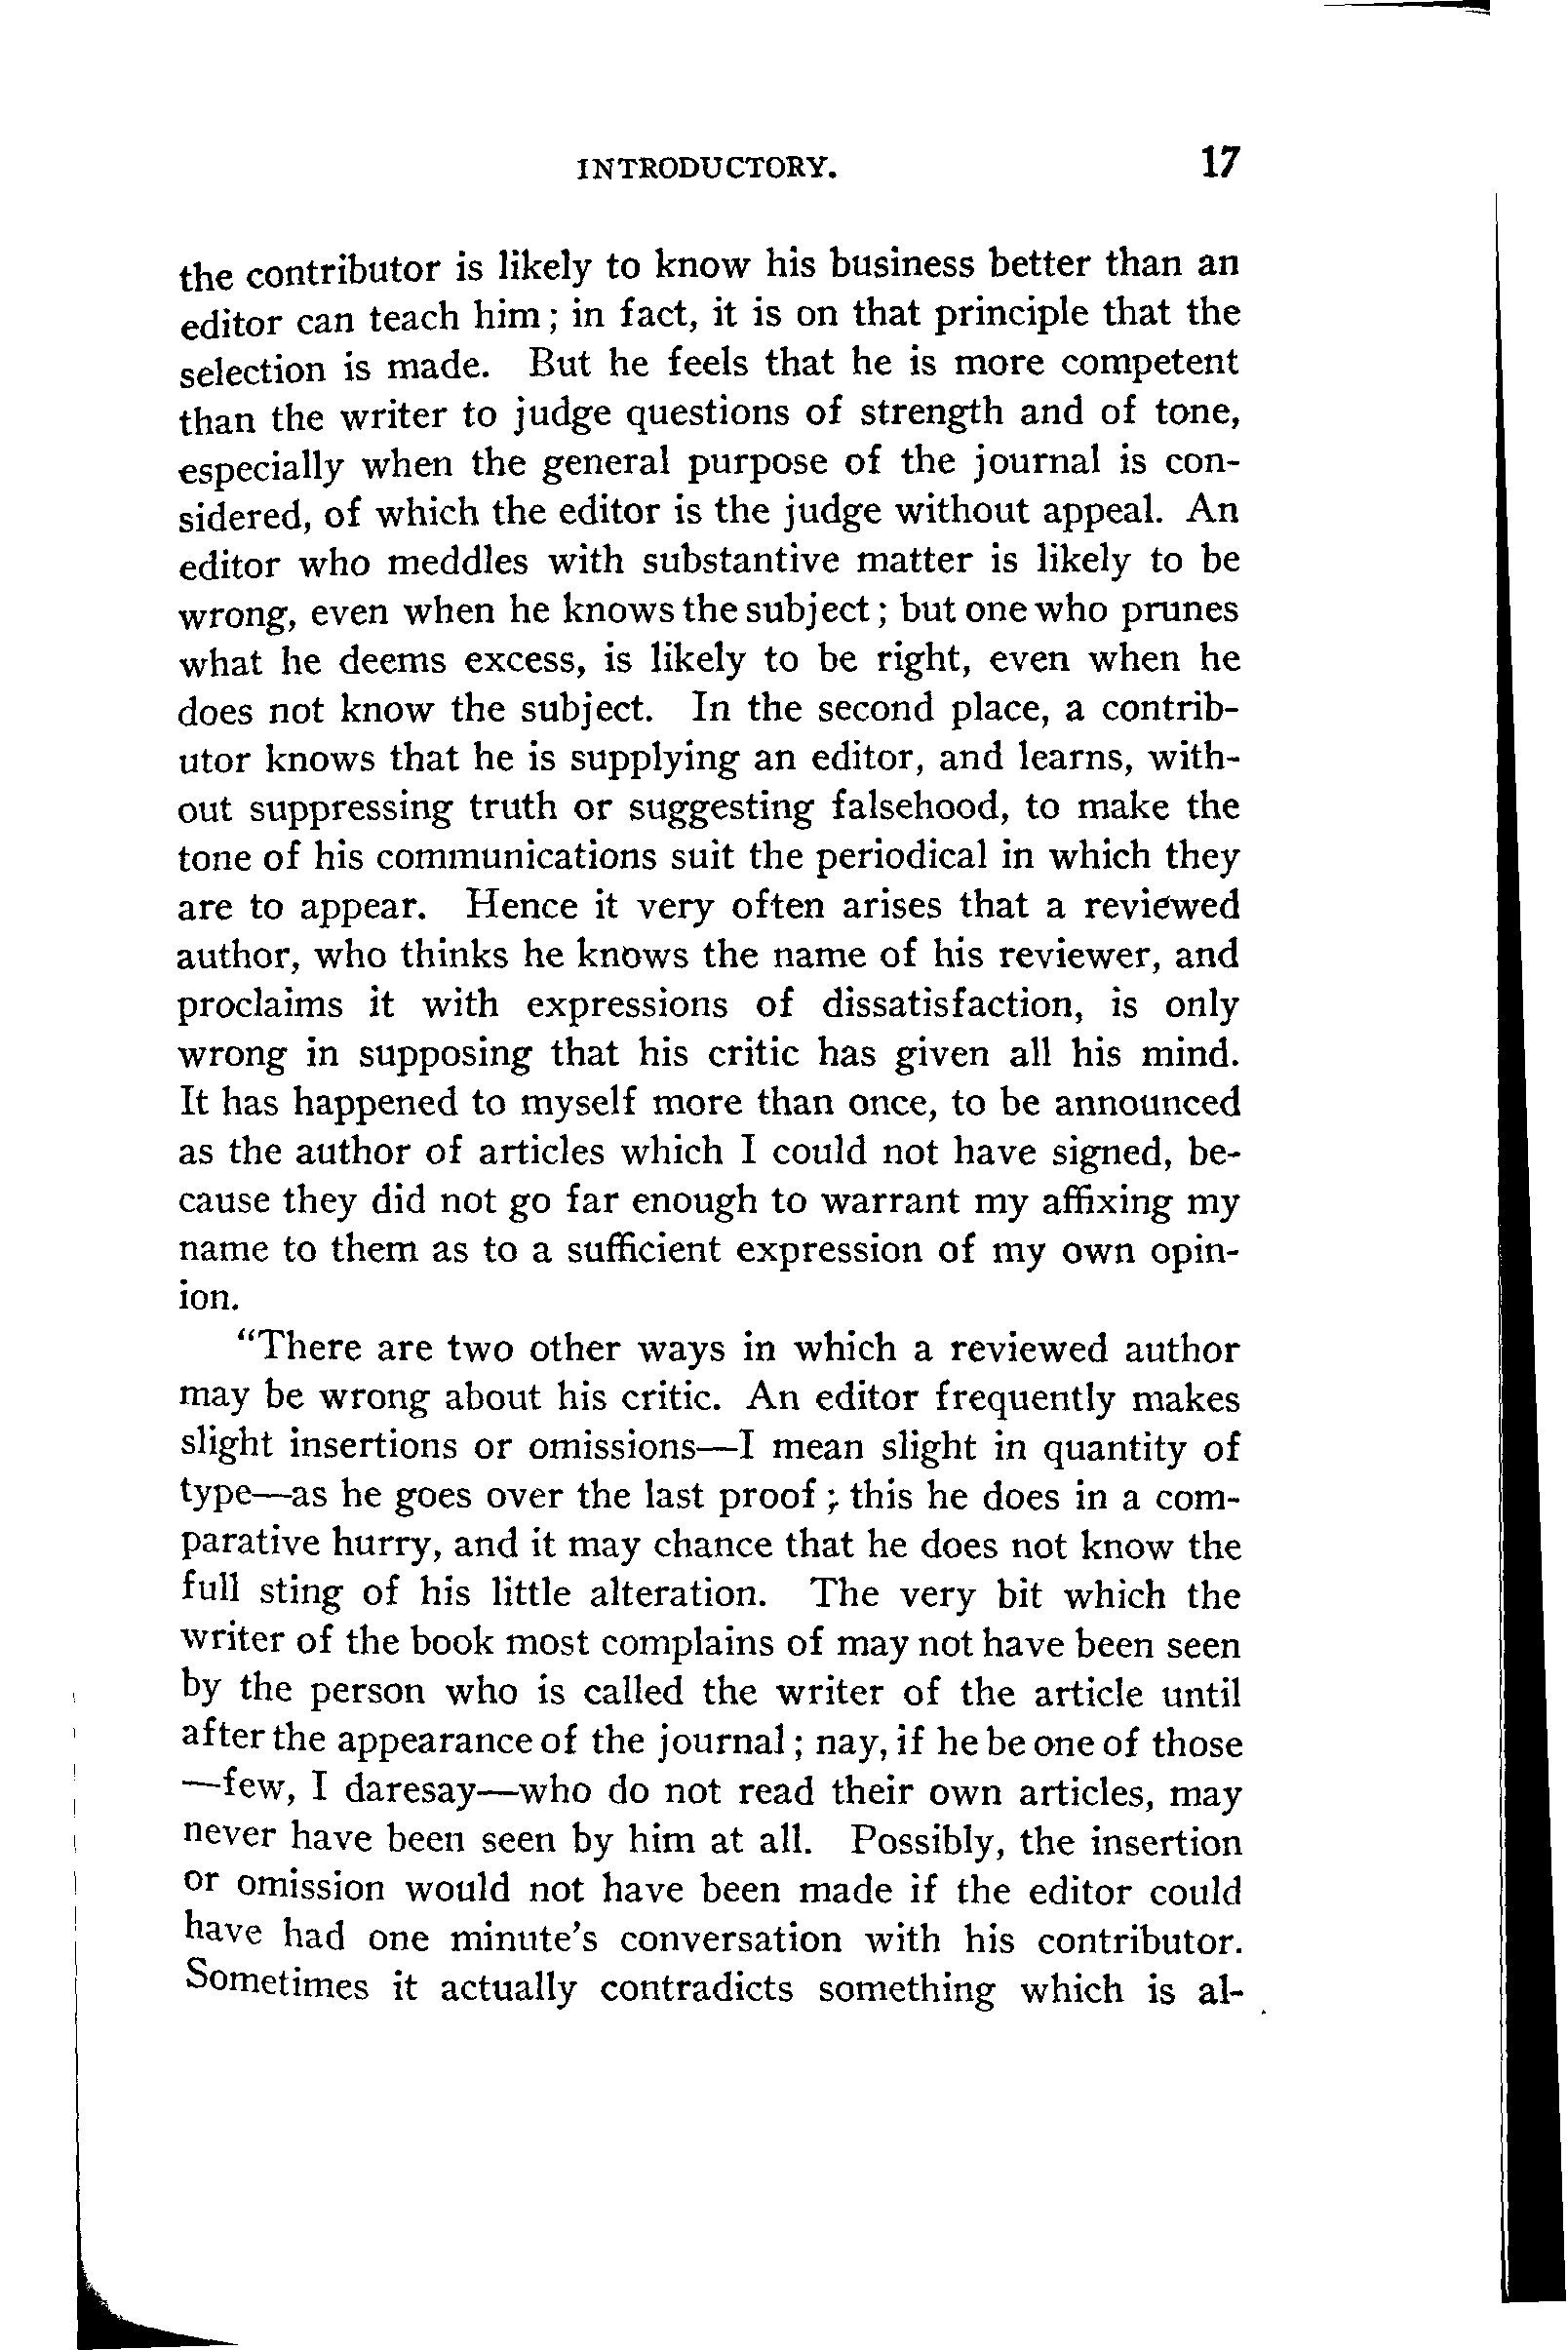 INTRODUCTORY. 17
the contributor is likely to know his business better than an
editor can teach him; in fact, it is on that principle that the
selection is made. But he feels that he is more competent
than the writer to judge questions of strength and of tone,
especially when the general purpose of the journal is con-
sidered, of which the editor is the judge without appeal. An
editor who meddles with substantive matter is likely to be
wrong, even when he knows the subject; but one who prunes
what he deems excess, is likely to be right, even when he
does not know the subject. In the second place, a contrib-
utor knows that he is supplying an editor, and learns, with-
out suppressing truth or suggesting falsehood, to make the
tone of his communications suit the periodical in which they
are to appear. Hence it very often arises that a reviewed
author, who thinks he knows the name of his reviewer, and
proclaims it with expressions of dissatisfaction, is only
wrong in supposing that his critic has given all his mind.
It has happened to myself more than once, to be announced
as the author of articles which I could not have signed, be-
cause they did not go far enough to warrant my affixing my
name to them as to a sufficient expression of my own opin-
ion.
"There are two other ways in which a reviewed author
may be wrong about his critic. An editor frequently makes
slight insertions or omissions—I mean slight in quantity of
type—as he goes over the last proof; this he does in a com-
parative hurry, and it may chance that he does not know the
full sting of his little alteration. The very bit which the
writer of the book most complains of may not have been seen
by the person who is called the writer of the article until
after the appearance of the journal; nay, if he be one of those
—few, I daresay—who do not read their own articles, may
never have been seen by him at all. Possibly, the insertion
or omission would not have been made if the editor could
have had one minute's conversation with his contributor.
Sometimes it actually contradicts something which is al-